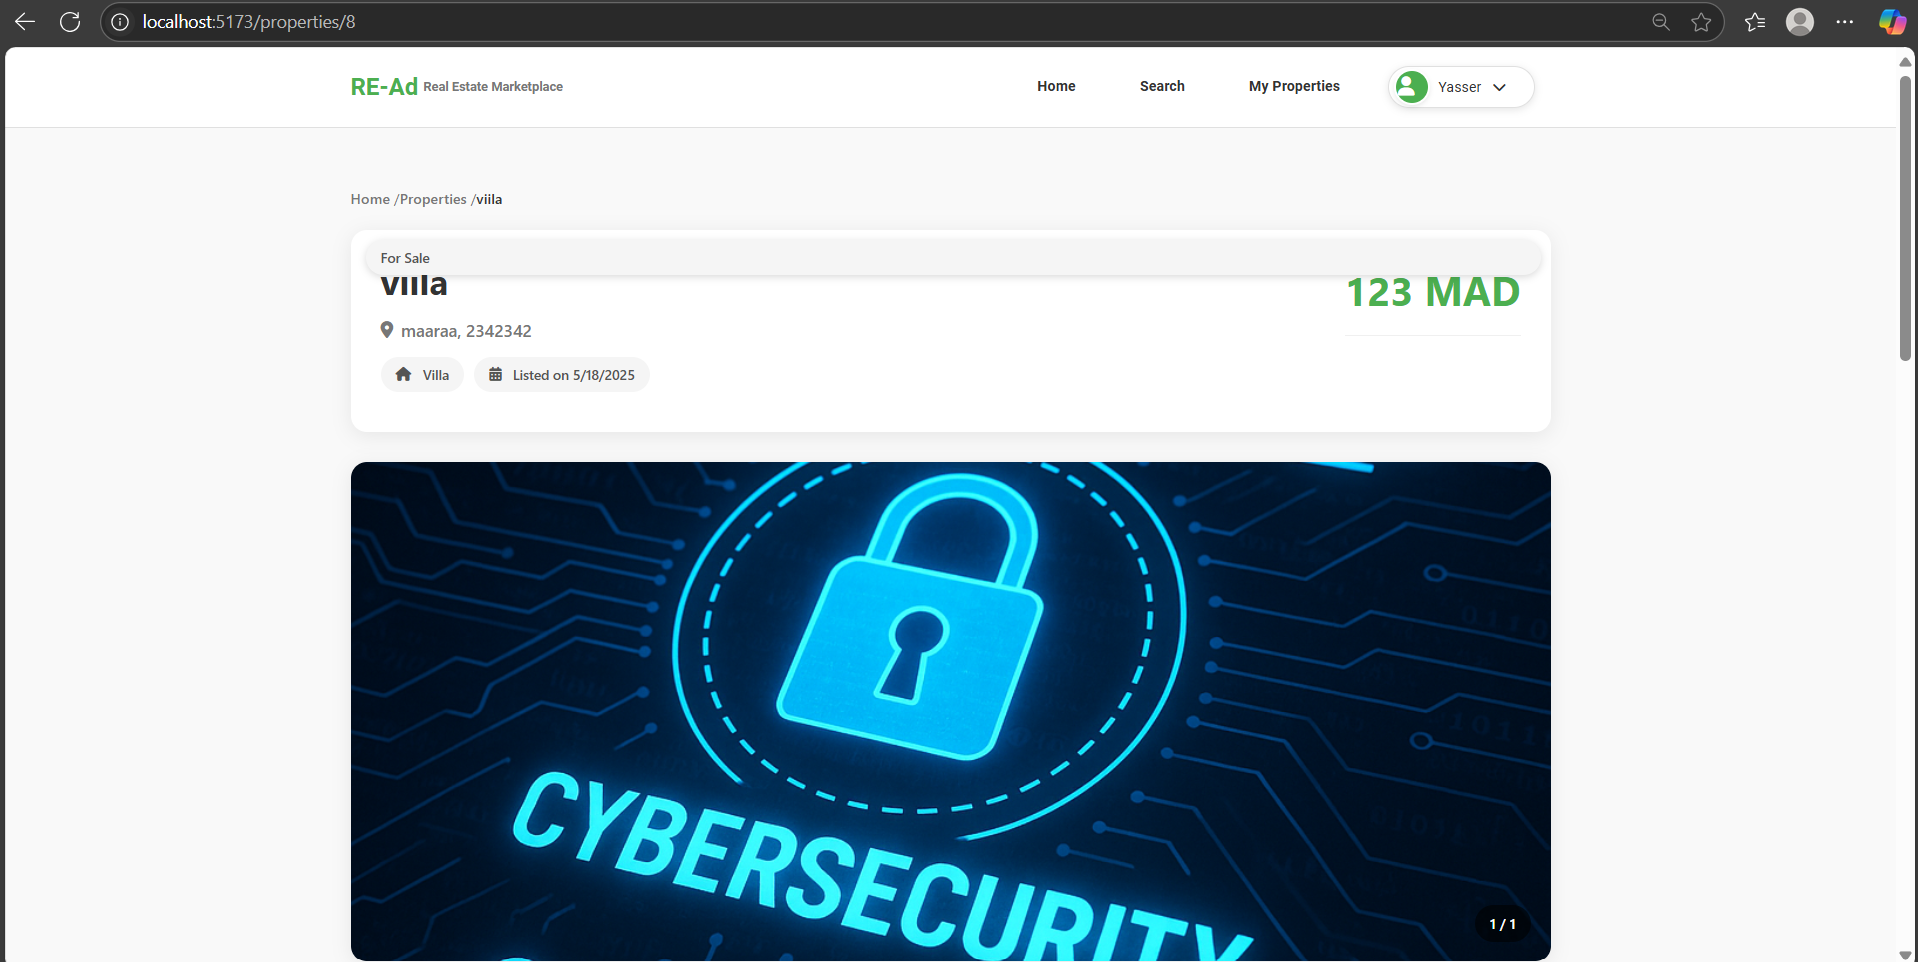 localhost:5173/properties/8
RE-Ad Real Estate Marketplace
Home Search My Properties Yasser
Home /Properties /viila
For Sale
viila
123 MAD
maaraa, 2342342
Villa Listed on 5/18/2025
CYBERSECURITY
1 / 1